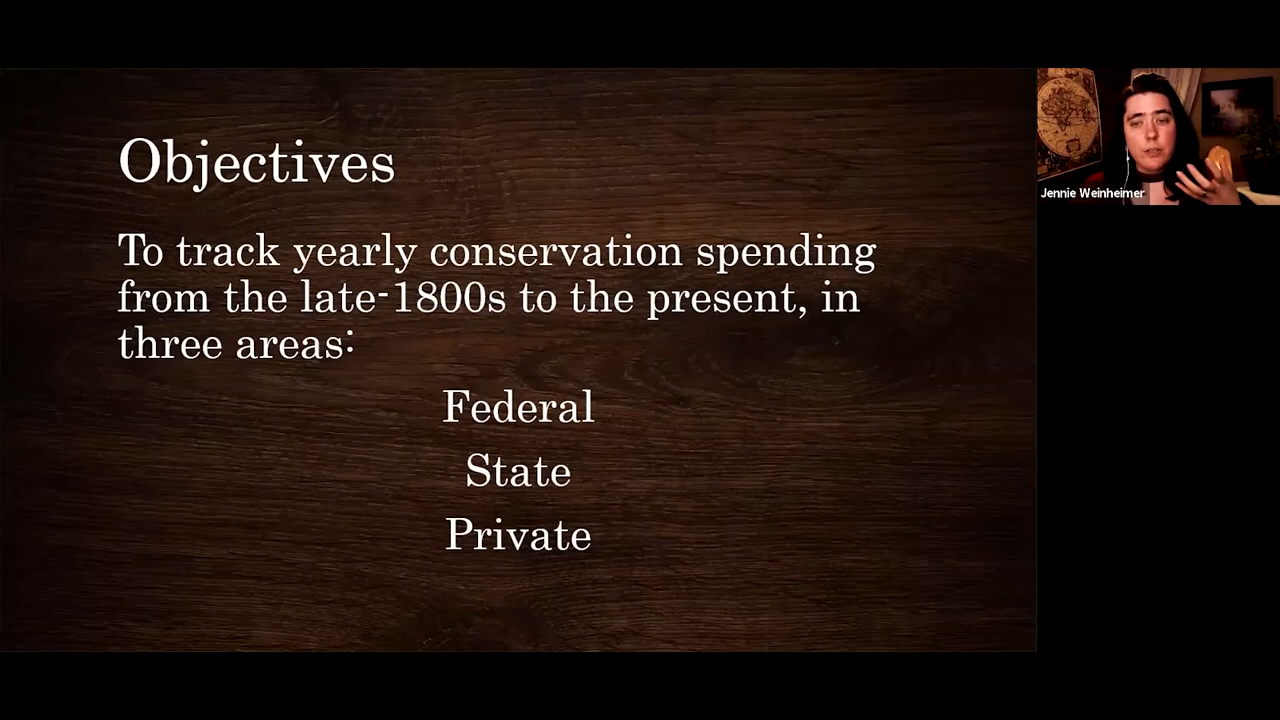 Objectives
To track yearly conservation spending
from the late-1800s to the present, in
three areas:
Federal
State
Private
Jennie Weinheimer